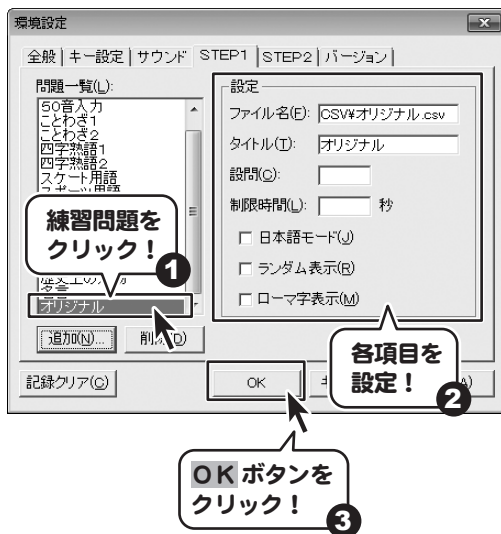 環境設定
全般 キー設定 サウンド STEP1 STEP2 バージョン
問題一覧(L):
50音入力
ことわざ1
ことわざ2
四字熟語1
四字熟語2
スケート用語
スポーツ用語
オリジナル
追加(N)...
設定
ファイル名(F): CSV¥オリジナル.csv
タイトル(T): オリジナル
設問(C):
制限時間(L): 秒
日本語モード(J)
ランダム表示(R)
ローマ字表示(M)
記録クリア(C)
OK
練習問題を
クリック！
1
各項目を
設定！
2
OKボタンを
クリック！
3